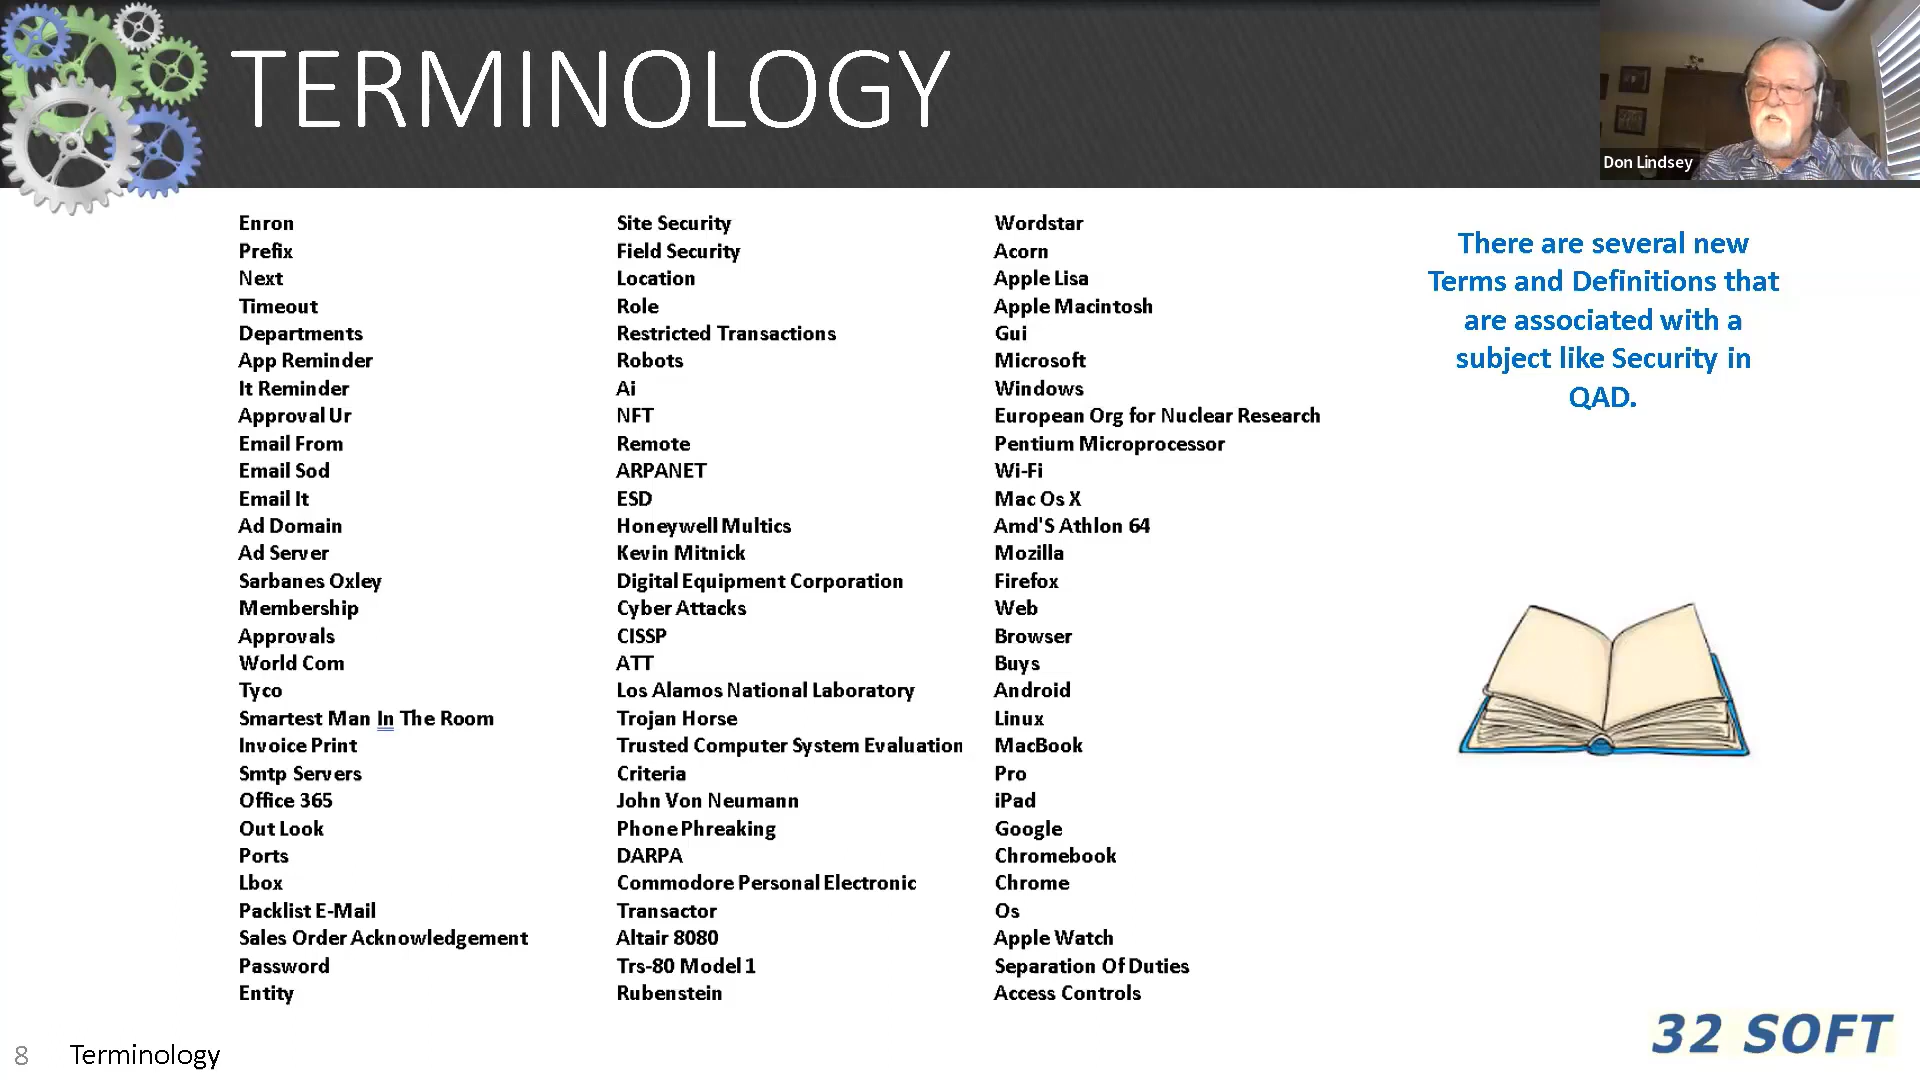 TERMINOLOGY
Don Lindsey
Enron
Prefix
Next
Timeout
Departments
App Reminder
It Reminder
Approval Ur
Email From
Email Sod
Email It
Ad Domain
Ad Server
Sarbanes Oxley
Membership
Approvals
World Com
Tyco
Smartest Man In The Room
Invoice Print
Smtp Servers
Office 365
Out Look
Ports
Lbox
Packlist E-Mail
Sales Order Acknowledgement
Password
Entity
Site Security
Field Security
Location
Role
Restricted Transactions
Robots
Ai
NFT
Remote
ARPANET
ESD
Honeywell Multics
Kevin Mitnick
Digital Equipment Corporation
Cyber Attacks
CISSP
ATT
Los Alamos National Laboratory
Trojan Horse
Trusted Computer System Evaluation
Criteria
John Von Neumann
Phone Phreaking
DARPA
Commodore Personal Electronic
Transactor
Altair 8080
Trs-80 Model 1
Rubenstein
Wordstar
Acorn
Apple Lisa
Apple Macintosh
Gui
Microsoft
Windows
European Org for Nuclear Research
Pentium Microprocessor
Wi-Fi
Mac Os X
Amd'S Athlon 64
Mozilla
Firefox
Web
Browser
Buys
Android
Linux
MacBook
Pro
iPad
Google
Chromebook
Chrome
Os
Apple Watch
Separation Of Duties
Access Controls
There are several new
Terms and Definitions that
are associated with a
subject like Security in
QAD.
8 Terminology
32 SOFT